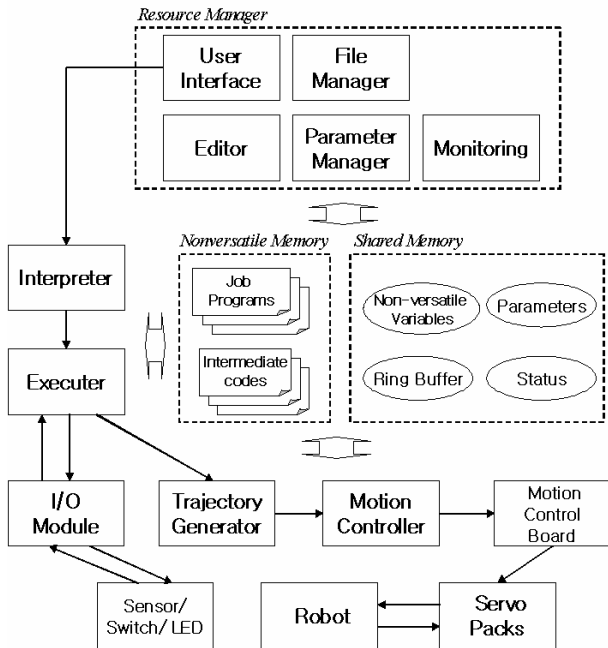 Resource Manager
User
Interface
File
Manager
Editor
Parameter
Manager
Monitoring
Nonversatile Memory
Shared Memory
Interpreter
Job
Programs
Non-versatile
Variables
Parameters
Executer
Intermediate
codes
Ring Buffer
Status
I/O
Module
Trajectory
Generator
Motion
Controller
Motion
Control
Board
Sensor/
Switch/ LED
Robot
Servo
Packs